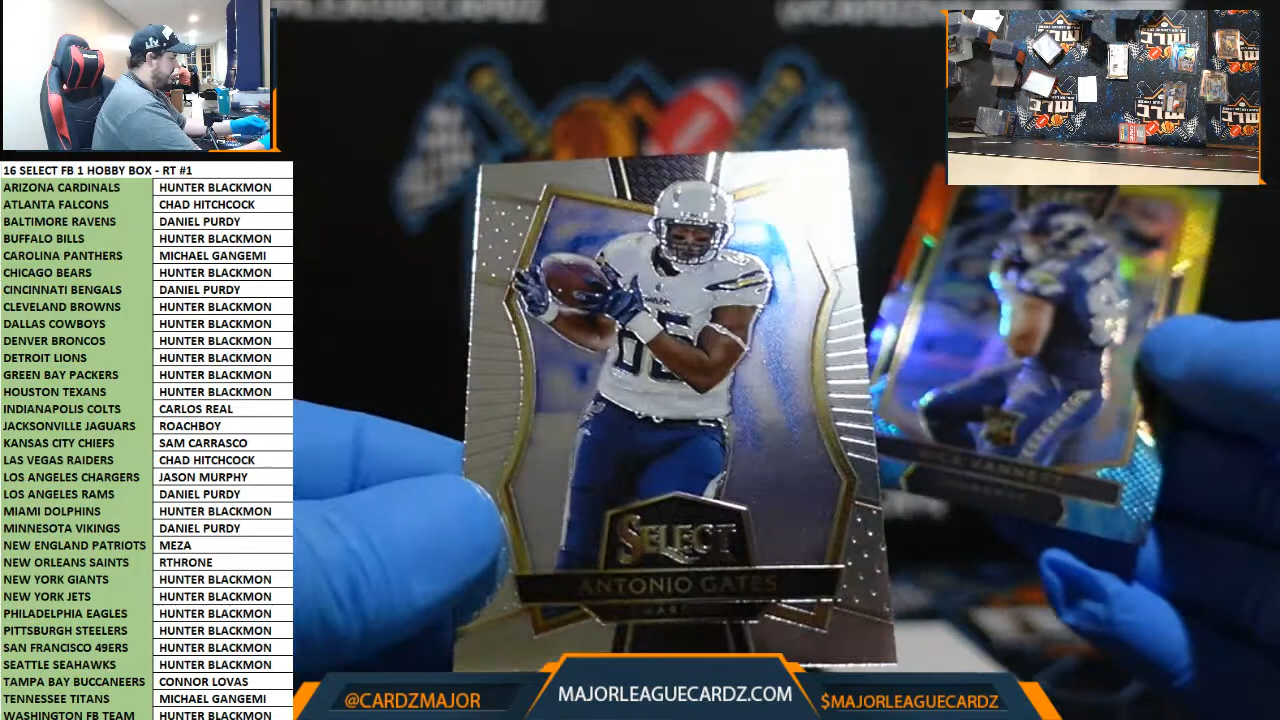 16 SELECT FB 1 HOBBY BOX - RT #1
ARIZONA CARDINALS HUNTER BLACKMON
ATLANTA FALCONS CHAD HITCHCOCK
BALTIMORE RAVENS DANIEL PURDY
BUFFALO BILLS HUNTER BLACKMON
CAROLINA PANTHERS MICHAEL GANGEMI
CHICAGO BEARS HUNTER BLACKMON
CINCINNATI BENGALS DANIEL PURDY
CLEVELAND BROWNS HUNTER BLACKMON
DALLAS COWBOYS HUNTER BLACKMON
DENVER BRONCOS HUNTER BLACKMON
DETROIT LIONS HUNTER BLACKMON
GREEN BAY PACKERS HUNTER BLACKMON
HOUSTON TEXANS HUNTER BLACKMON
INDIANAPOLIS COLTS CARLOS REAL
JACKSONVILLE JAGUARS ROACHBOY
KANSAS CITY CHIEFS SAM CARRASCO
LAS VEGAS RAIDERS CHAD HITCHCOCK
LOS ANGELES CHARGERS JASON MURPHY
LOS ANGELES RAMS DANIEL PURDY
MIAMI DOLPHINS HUNTER BLACKMON
MINNESOTA VIKINGS DANIEL PURDY
NEW ENGLAND PATRIOTS MEZA
NEW ORLEANS SAINTS RTHRONE
NEW YORK GIANTS HUNTER BLACKMON
NEW YORK JETS HUNTER BLACKMON
PHILADELPHIA EAGLES HUNTER BLACKMON
PITTSBURGH STEELERS HUNTER BLACKMON
SAN FRANCISCO 49ERS HUNTER BLACKMON
SEATTLE SEAHAWKS HUNTER BLACKMON
TAMPA BAY BUCCANEERS CONNOR LOVAS
TENNESSEE TITANS MICHAEL GANGEMI
WASHINGTON FB TEAM HUNTER BLACKMON
SELECT
ANTONIO GATES
@CARDZMAJOR
MAJORLEAGUECARDZ.COM
$MAJORLEAGUECARDZ